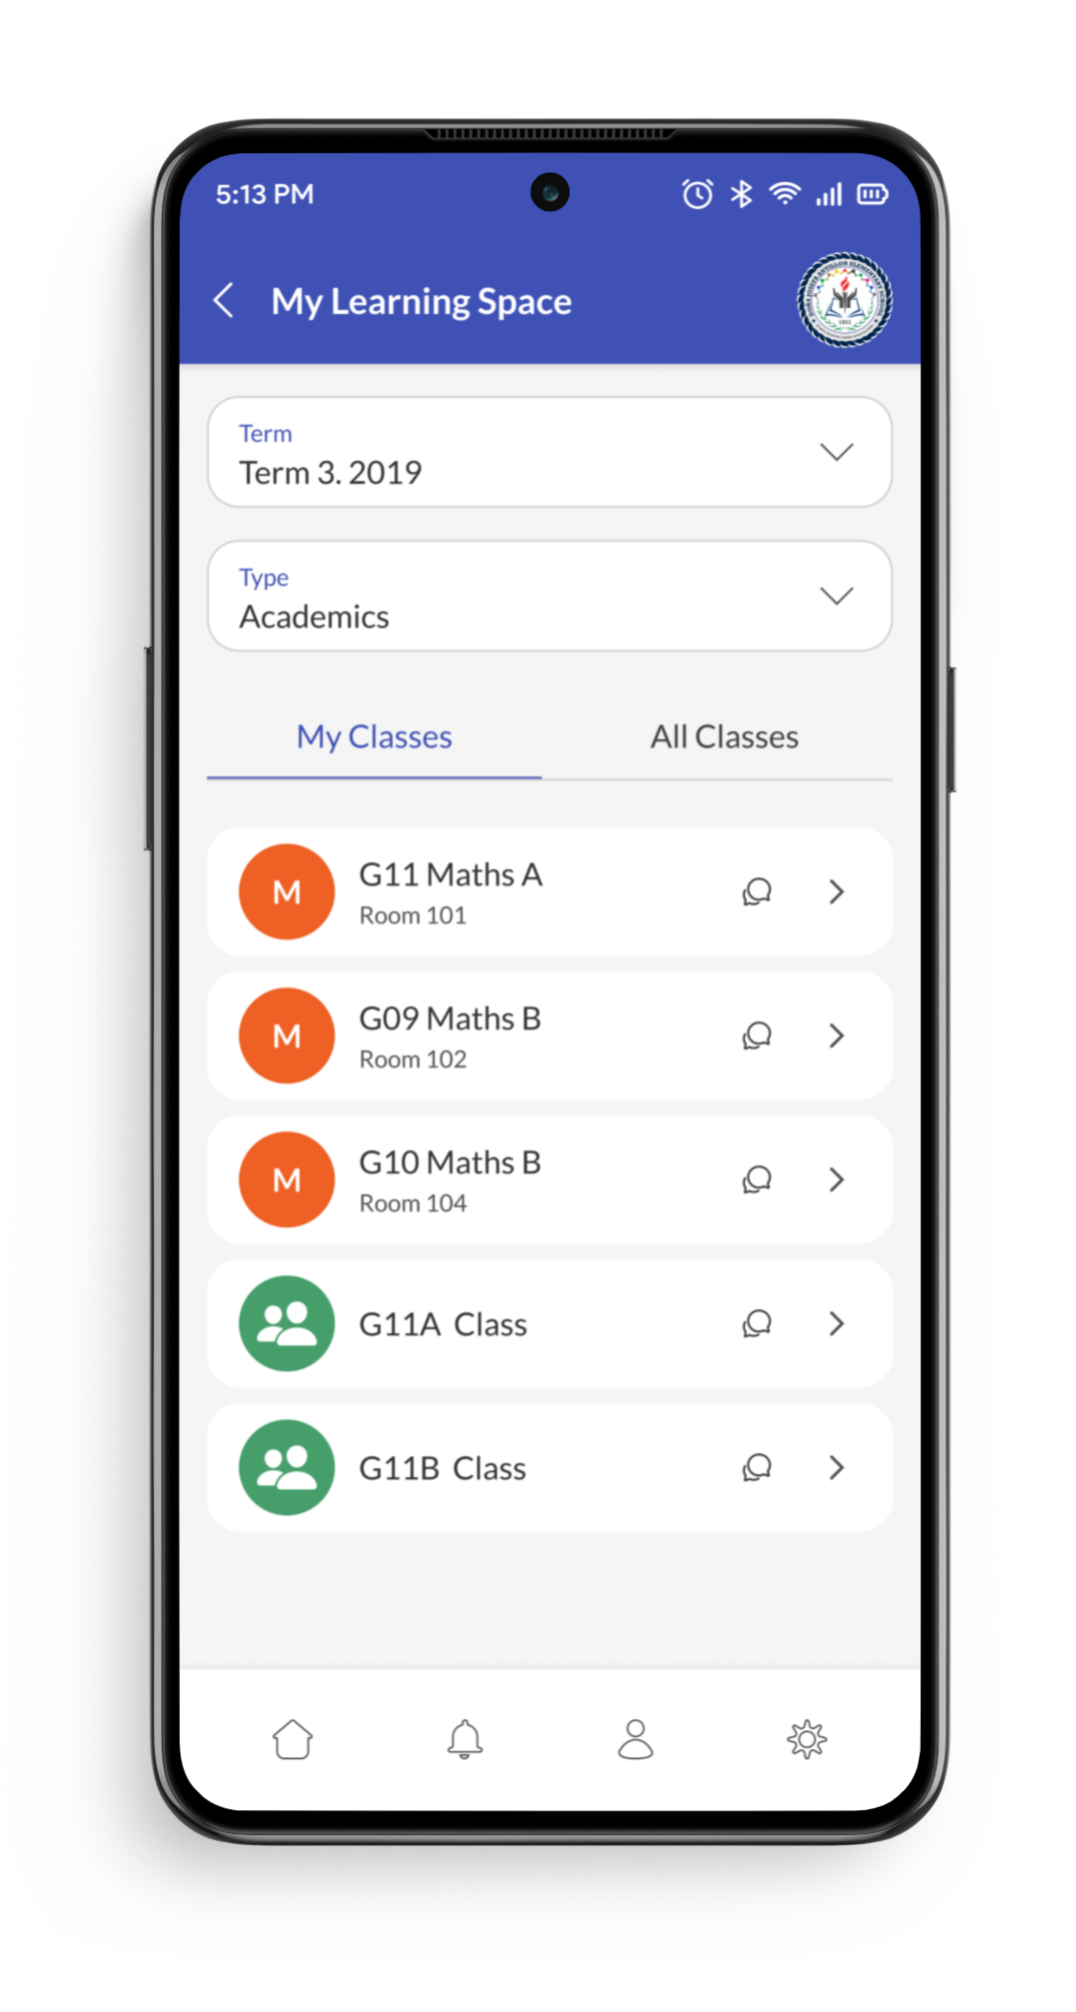 5:13 PM
My Learning Space
Term
Term 3. 2019
Type
Academics
My Classes
All Classes
M
G11 Maths A
Room 101
M
G09 Maths B
Room 102
M
G10 Maths B
Room 104
G11A Class
G11B Class